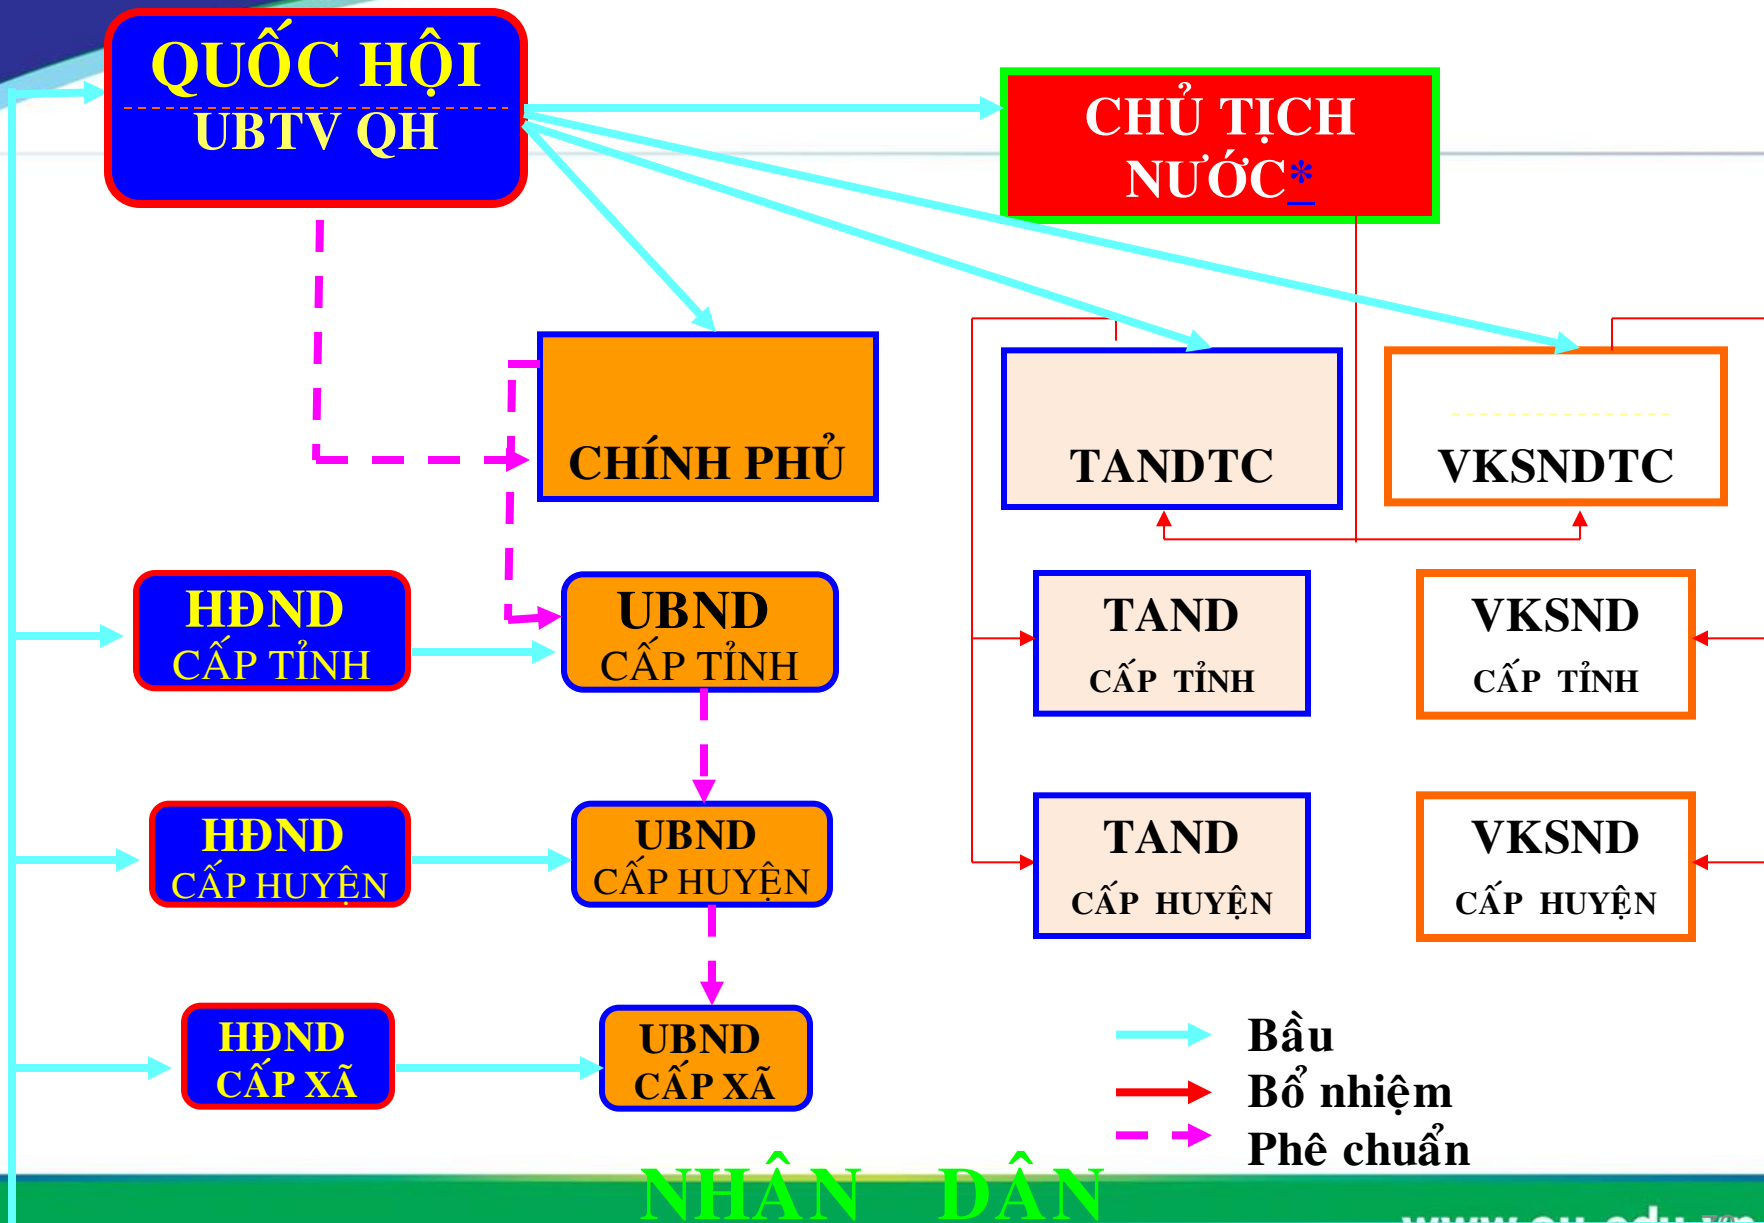 QUỐC HỘI
UBTV QH
CHỦ TỊCH
NƯỚC*
CHÍNH PHỦ
TANDTC
VKSNDTC
HĐND
CẤP TỈNH
UBND
CẤP TỈNH
TAND
CẤP TỈNH
VKSND
CẤP TỈNH
HĐND
CẤP HUYỆN
UBND
CẤP HUYỆN
TAND
CẤP HUYỆN
VKSND
CẤP HUYỆN
HĐND
CẤP XÃ
UBND
CẤP XÃ
Bầu
Bổ nhiệm
Phê chuẩn
NHÂN DÂN